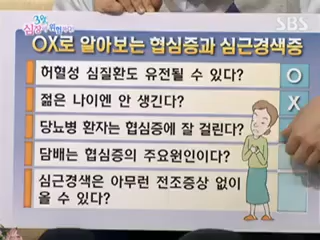 SBS
OX로 알아보는 협심증과 심근경색증
허혈성 심질환도 유전될 수 있다?
O
젊은 나이엔 안 생긴다?
X
당뇨병 환자는 협심증에 잘 걸린다?
담배는 협심증의 주요원인이다?
심근경색은 아무런 전조증상 없이
올 수 있다?